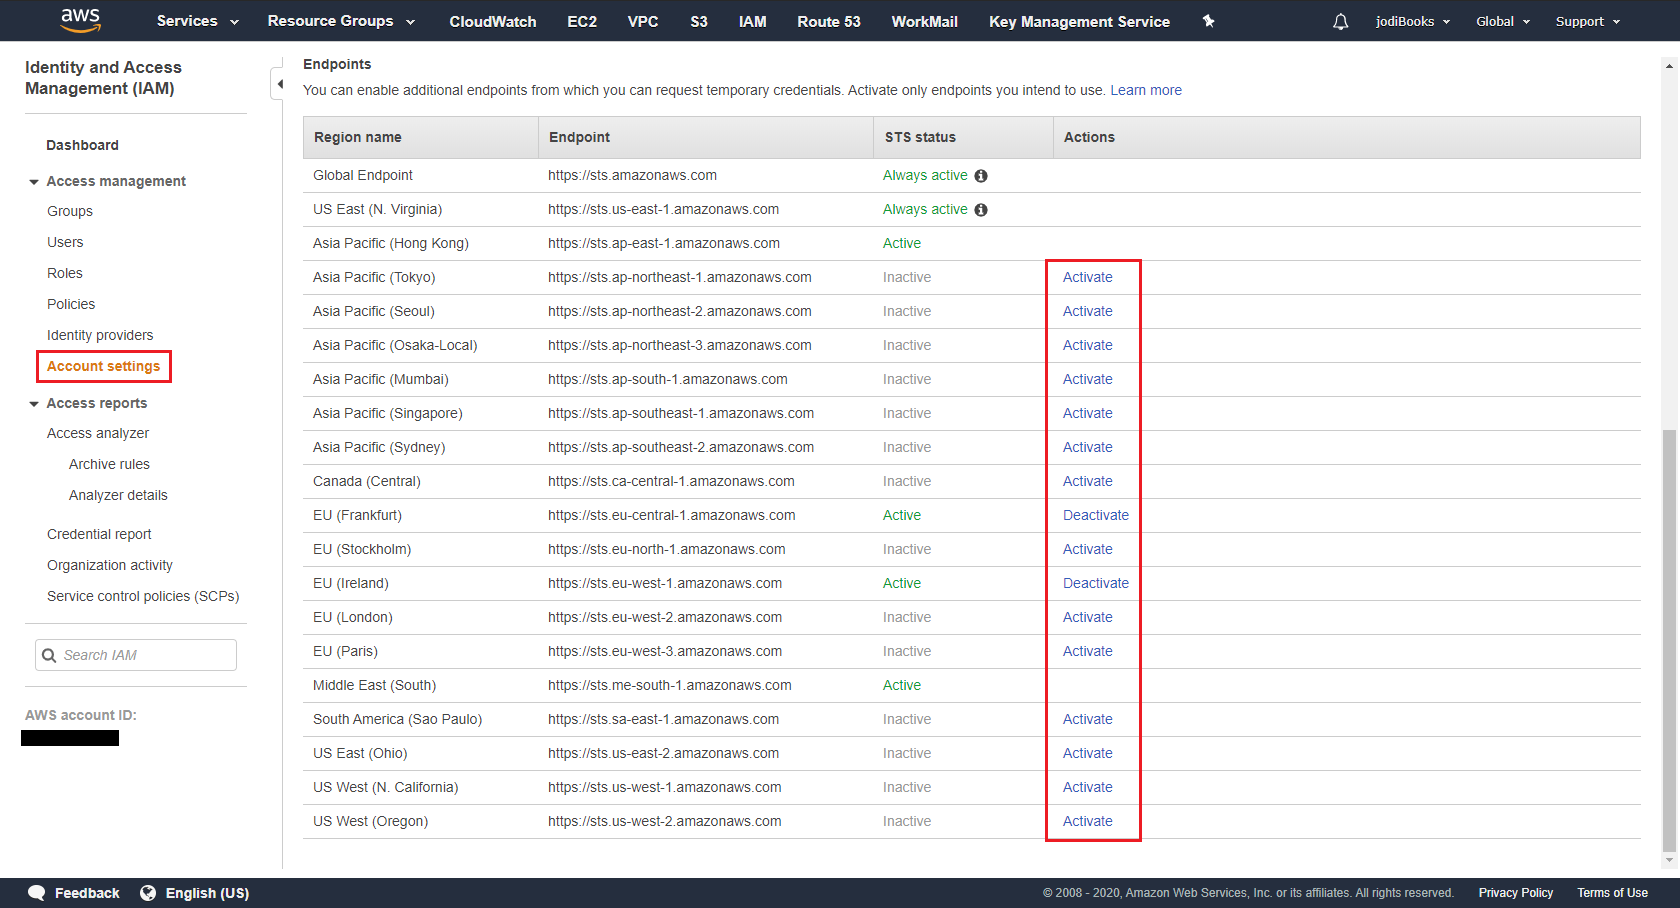 aws Services Resource Groups CloudWatch EC2 VPC S3 IAM Route 53 WorkMail Key Management Service jodiBooks Global Support
Identity and Access
Management (IAM)
Dashboard
Access management
Groups
Users
Roles
Policies
Identity providers
Account settings
Access reports
Access analyzer
Archive rules
Analyzer details
Credential report
Organization activity
Service control policies (SCPs)
Search IAM
AWS account ID:
Endpoints
You can enable additional endpoints from which you can request temporary credentials. Activate only endpoints you intend to use. Learn more
Region name Endpoint STS status Actions
Global Endpoint https://sts.amazonaws.com Always active
US East (N. Virginia) https://sts.us-east-1.amazonaws.com Always active
Asia Pacific (Hong Kong) https://sts.ap-east-1.amazonaws.com Active
Asia Pacific (Tokyo) https://sts.ap-northeast-1.amazonaws.com Inactive Activate
Asia Pacific (Seoul) https://sts.ap-northeast-2.amazonaws.com Inactive Activate
Asia Pacific (Osaka-Local) https://sts.ap-northeast-3.amazonaws.com Inactive Activate
Asia Pacific (Mumbai) https://sts.ap-south-1.amazonaws.com Inactive Activate
Asia Pacific (Singapore) https://sts.ap-southeast-1.amazonaws.com Inactive Activate
Asia Pacific (Sydney) https://sts.ap-southeast-2.amazonaws.com Inactive Activate
Canada (Central) https://sts.ca-central-1.amazonaws.com Inactive Activate
EU (Frankfurt) https://sts.eu-central-1.amazonaws.com Active Deactivate
EU (Stockholm) https://sts.eu-north-1.amazonaws.com Inactive Activate
EU (Ireland) https://sts.eu-west-1.amazonaws.com Active Deactivate
EU (London) https://sts.eu-west-2.amazonaws.com Inactive Activate
EU (Paris) https://sts.eu-west-3.amazonaws.com Inactive Activate
Middle East (South) https://sts.me-south-1.amazonaws.com Active
South America (Sao Paulo) https://sts.sa-east-1.amazonaws.com Inactive Activate
US East (Ohio) https://sts.us-east-2.amazonaws.com Inactive Activate
US West (N. California) https://sts.us-west-1.amazonaws.com Inactive Activate
US West (Oregon) https://sts.us-west-2.amazonaws.com Inactive Activate
Feedback English (US) © 2008 - 2020, Amazon Web Services, Inc. or its affiliates. All rights reserved. Privacy Policy Terms of Use